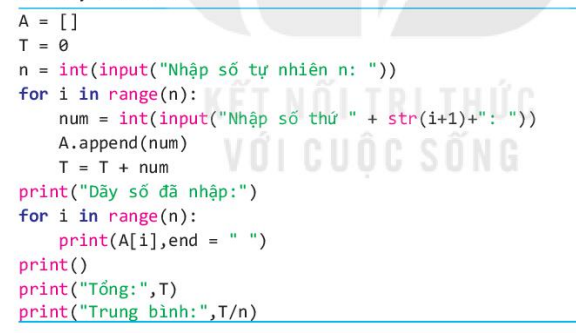 A = []
T = 0
n = int(input("Nhập số tự nhiên n: "))
for i in range(n):
    num = int(input("Nhập số thứ " + str(i+1)+": "))
    A.append(num)
    T = T + num
print("Dãy số đã nhập:")
for i in range(n):
    print(A[i],end = " ")
print()
print("Tổng:",T)
print("Trung bình:",T/n)
KẾT NỐI TRI THỨC
VỚI CUỘC SỐNG